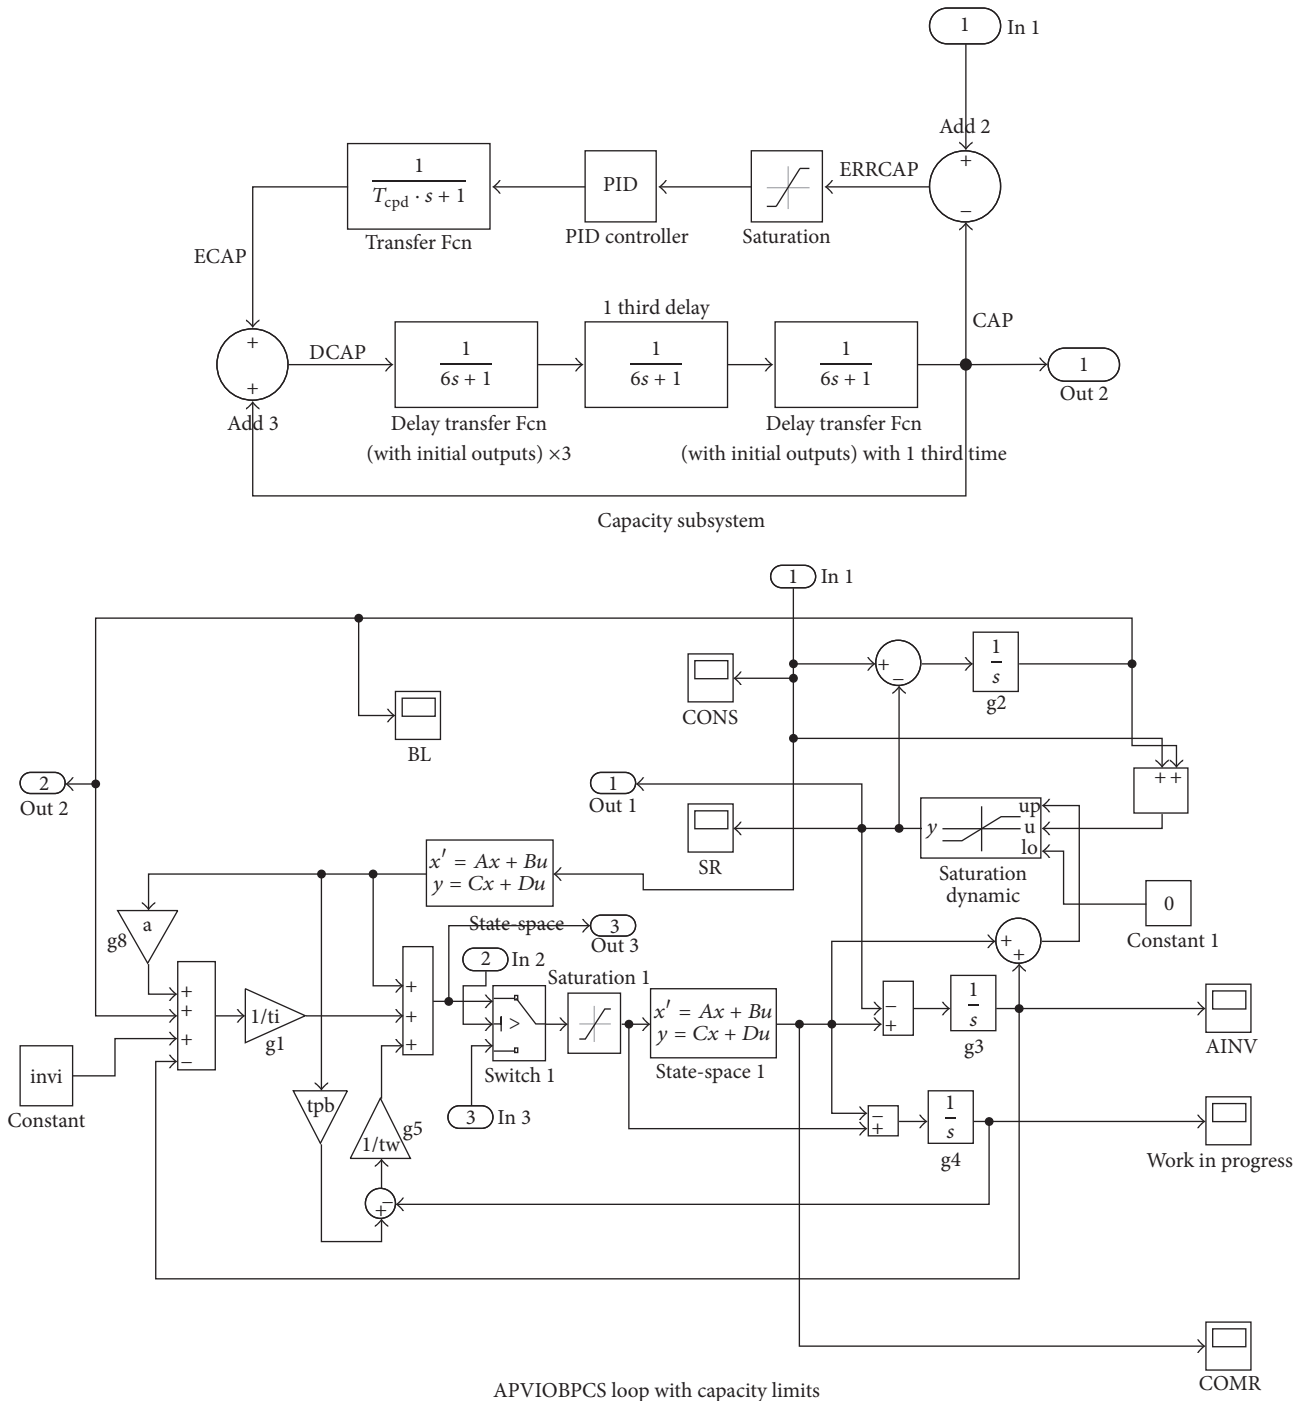 1 In 1
Add 2
+
−
ERRCAP
Saturation
PID
PID controller
1
T_cpd · s + 1
Transfer Fcn
ECAP
+
+
Add 3
DCAP
1
6s + 1
Delay transfer Fcn
(with initial outputs) ×3
1 third delay
1
6s + 1
1
6s + 1
Delay transfer Fcn
(with initial outputs) with 1 third time
CAP
1
Out 2
Capacity subsystem
1 In 1
CONS
BL
+
−
1
s
g2
2
Out 2
1
Out 1
SR
+ +
up
y u
lo
Saturation
dynamic
0
Constant 1
x′ = Ax + Bu
y = Cx + Du
State-space
3
Out 3
a
g8
2 In 2
Saturation 1
+
+
+
−
1/ti
g1
invi
Constant
+
+
+
>
Switch 1
3 In 3
x′ = Ax + Bu
y = Cx + Du
State-space 1
+
+
−
+
1
s
g3
AINV
−
+
1
s
g4
Work in progress
tpb
1/tw
g5
−
+
COMR
APVIOBPCS loop with capacity limits